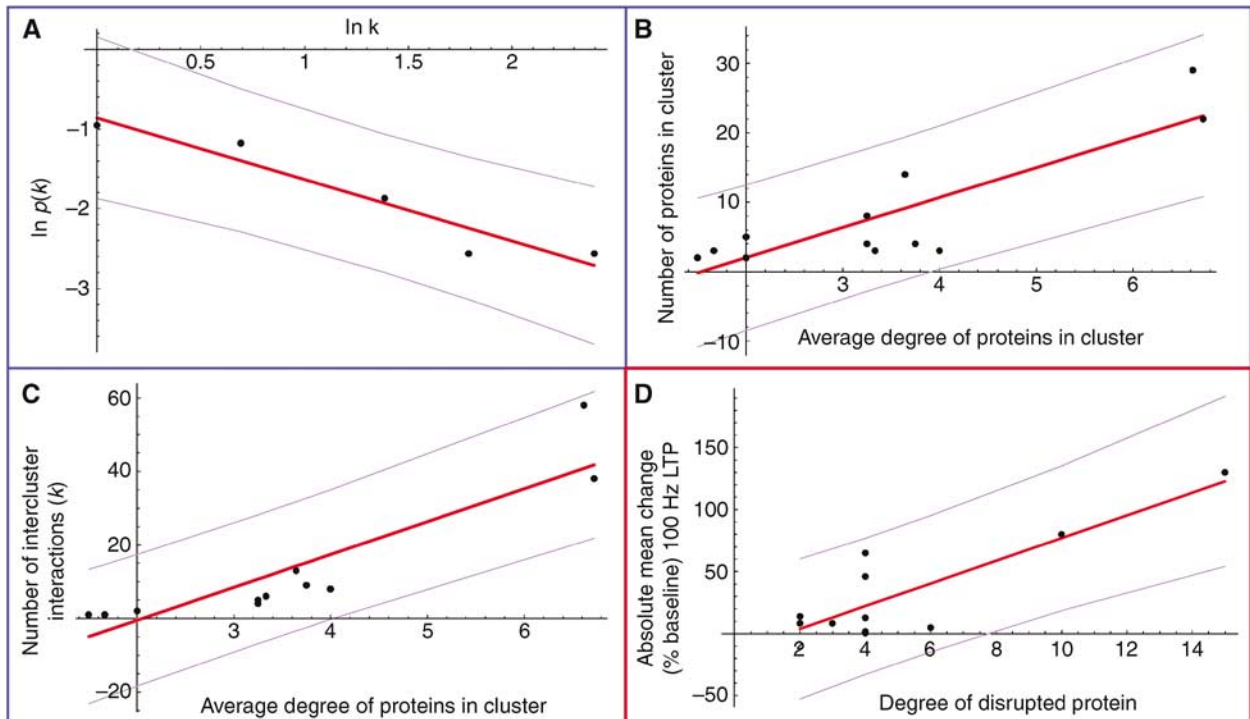 A
ln k
0.5
1
1.5
2
−1
−2
−3
ln p(k)
B
30
20
10
−10
3
4
5
6
Number of proteins in cluster
Average degree of proteins in cluster
C
60
40
20
−20
3
4
5
6
Number of intercluster
interactions (k)
Average degree of proteins in cluster
D
150
100
50
−50
2
4
6
8
10
12
14
Absolute mean change
(% baseline) 100 Hz LTP
Degree of disrupted protein